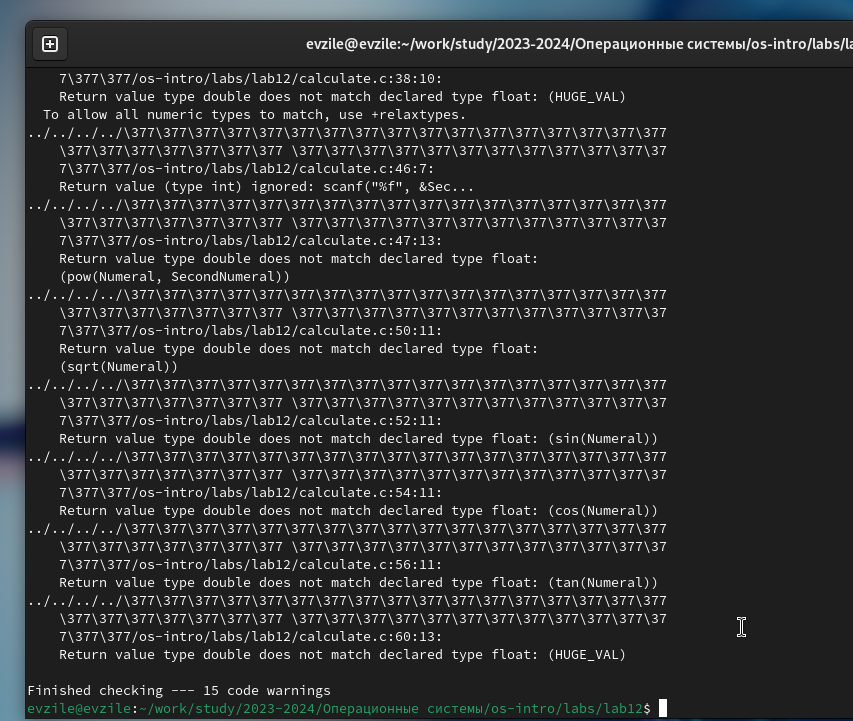 evzile@evzile:~/work/study/2023-2024/Операционные системы/os-intro/labs/la
7\377\377/os-intro/labs/lab12/calculate.c:38:10:
Return value type double does not match declared type float: (HUGE_VAL)
To allow all numeric types to match, use +relaxtypes.
../../../../\377\377\377\377\377\377\377\377\377\377\377\377\377\377\377\377\377
\377\377\377\377\377\377\377 \377\377\377\377\377\377\377\377\377\377\377\37
7\377\377/os-intro/labs/lab12/calculate.c:46:7:
Return value (type int) ignored: scanf("%f", &Sec...
../../../../\377\377\377\377\377\377\377\377\377\377\377\377\377\377\377\377\377
\377\377\377\377\377\377\377 \377\377\377\377\377\377\377\377\377\377\377\37
7\377\377/os-intro/labs/lab12/calculate.c:47:13:
Return value type double does not match declared type float:
(pow(Numeral, SecondNumeral))
../../../../\377\377\377\377\377\377\377\377\377\377\377\377\377\377\377\377\377
\377\377\377\377\377\377\377 \377\377\377\377\377\377\377\377\377\377\377\37
7\377\377/os-intro/labs/lab12/calculate.c:50:11:
Return value type double does not match declared type float:
(sqrt(Numeral))
../../../../\377\377\377\377\377\377\377\377\377\377\377\377\377\377\377\377\377
\377\377\377\377\377\377\377 \377\377\377\377\377\377\377\377\377\377\377\37
7\377\377/os-intro/labs/lab12/calculate.c:52:11:
Return value type double does not match declared type float: (sin(Numeral))
../../../../\377\377\377\377\377\377\377\377\377\377\377\377\377\377\377\377\377
\377\377\377\377\377\377\377 \377\377\377\377\377\377\377\377\377\377\377\37
7\377\377/os-intro/labs/lab12/calculate.c:54:11:
Return value type double does not match declared type float: (cos(Numeral))
../../../../\377\377\377\377\377\377\377\377\377\377\377\377\377\377\377\377\377
\377\377\377\377\377\377\377 \377\377\377\377\377\377\377\377\377\377\377\37
7\377\377/os-intro/labs/lab12/calculate.c:56:11:
Return value type double does not match declared type float: (tan(Numeral))
../../../../\377\377\377\377\377\377\377\377\377\377\377\377\377\377\377\377\377
\377\377\377\377\377\377\377 \377\377\377\377\377\377\377\377\377\377\377\37
7\377\377/os-intro/labs/lab12/calculate.c:60:13:
Return value type double does not match declared type float: (HUGE_VAL)
Finished checking --- 15 code warnings
evzile@evzile:~/work/study/2023-2024/Операционные системы/os-intro/labs/lab12$